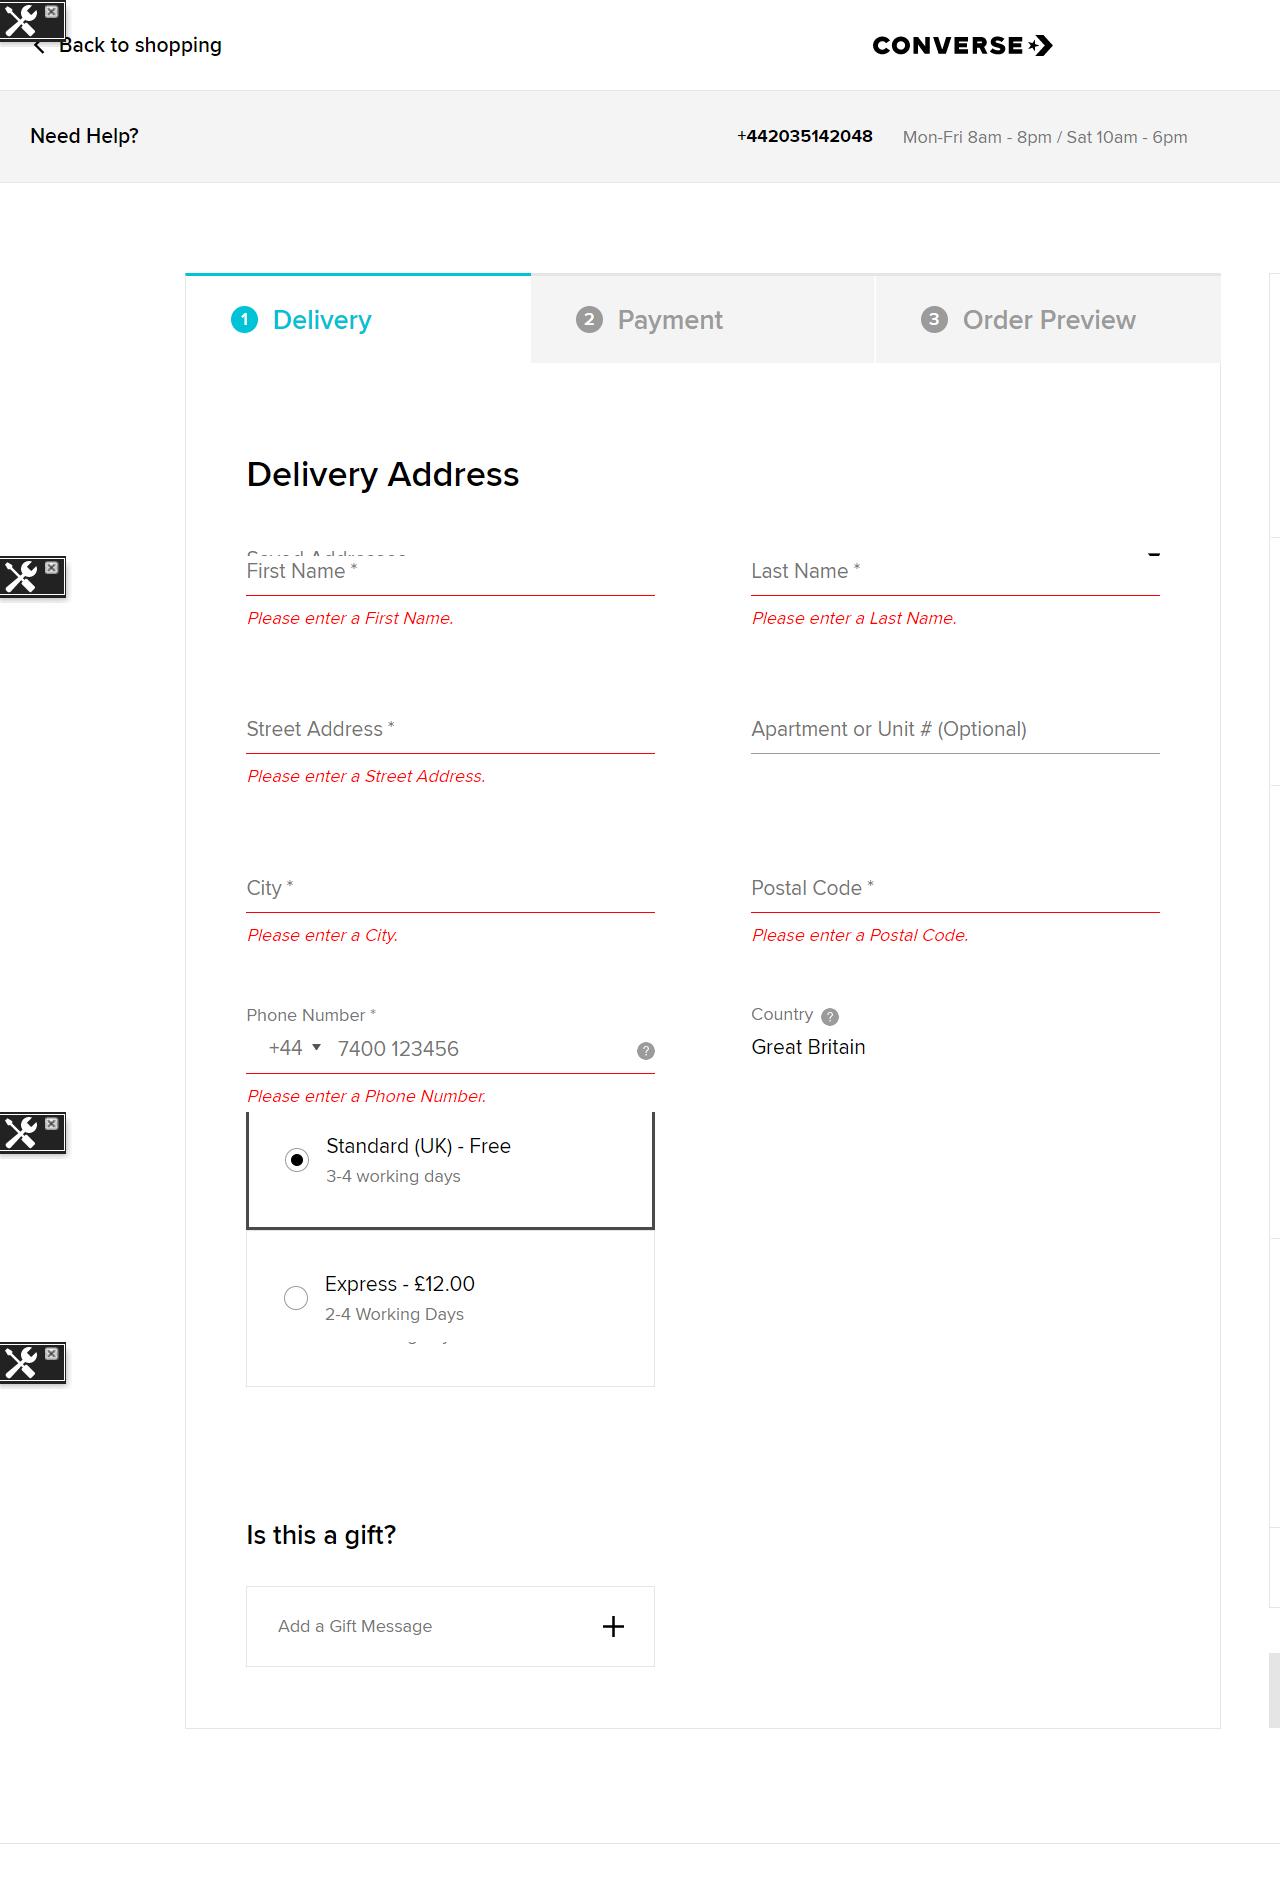 Back to shopping
CONVERSE
Need Help?
+442035142048 Mon-Fri 8am - 8pm / Sat 10am - 6pm
1 Delivery
2 Payment
3 Order Preview
Delivery Address
Saved Addresses
First Name *
Last Name *
Please enter a First Name.
Please enter a Last Name.
Street Address *
Apartment or Unit # (Optional)
Please enter a Street Address.
City *
Postal Code *
Please enter a City.
Please enter a Postal Code.
Phone Number *
Country ?
+44 7400 123456 ?
Great Britain
Please enter a Phone Number.
Standard (UK) - Free
3-4 working days
Express - £12.00
2-4 Working Days
Is this a gift?
Add a Gift Message